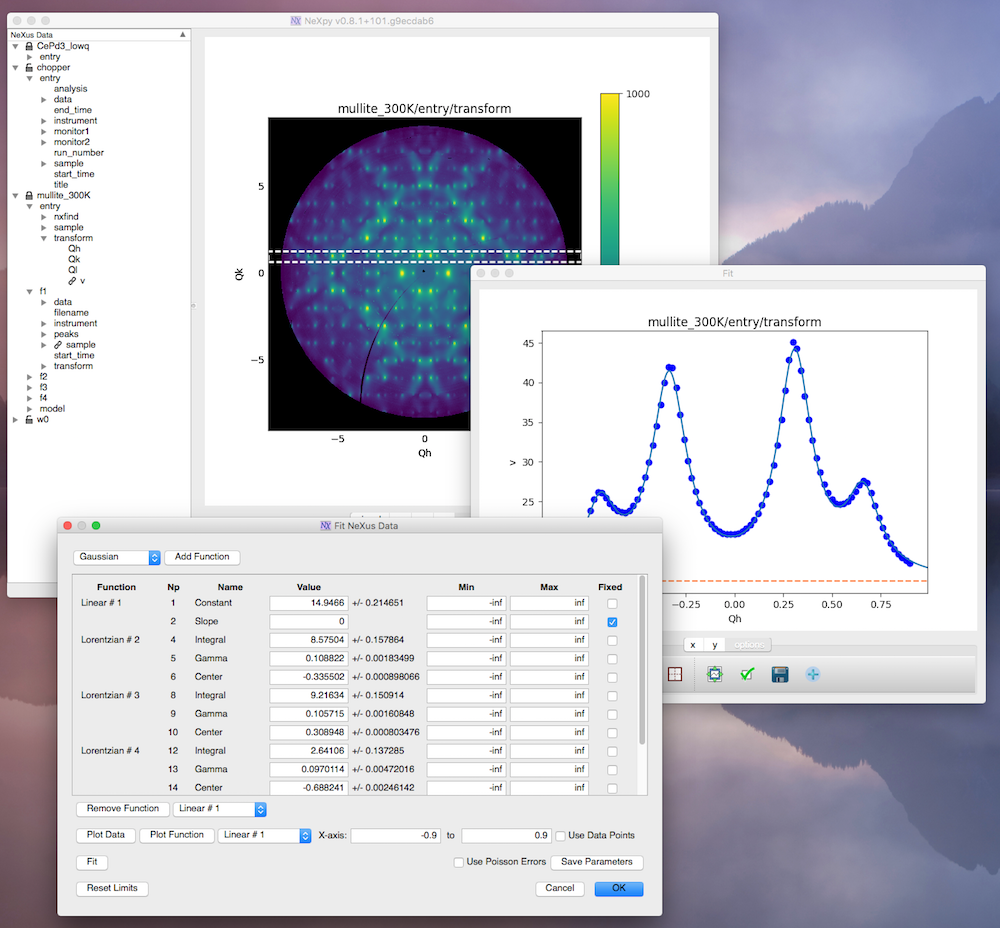 NeXpy v0.8.1+101.g9ecdab6
NeXus Data
CePd3_lowq
entry
chopper
entry
analysis
data
end_time
instrument
monitor1
monitor2
run_number
sample
start_time
title
mullite_300K
entry
nxfind
sample
transform
Qh
Qk
Ql
v
f1
data
filename
instrument
peaks
sample
start_time
transform
f2
f3
f4
model
w0
mullite_300K/entry/transform
1000
5
0
−5
Qk
−5 0
Qh
Fit
mullite_300K/entry/transform
45
40
35
30
25
v
−0.25 0.00 0.25 0.50 0.75
Qh
x y options
Fit NeXus Data
Gaussian Add Function
Function Np Name Value Min Max Fixed
Linear # 1 1 Constant 14.9466 +/- 0.214651 -inf inf
2 Slope 0 -inf inf
Lorentzian # 2 4 Integral 8.57504 +/- 0.157864 -inf inf
5 Gamma 0.108822 +/- 0.00183499 -inf inf
6 Center -0.335502 +/- 0.000898066 -inf inf
Lorentzian # 3 8 Integral 9.21634 +/- 0.150914 -inf inf
9 Gamma 0.105715 +/- 0.00160848 -inf inf
10 Center 0.308948 +/- 0.000803476 -inf inf
Lorentzian # 4 12 Integral 2.64106 +/- 0.137285 -inf inf
13 Gamma 0.0970114 +/- 0.00472016 -inf inf
14 Center -0.688241 +/- 0.00246142 -inf inf
Remove Function Linear # 1
Plot Data Plot Function Linear # 1 X-axis: -0.9 to 0.9 Use Data Points
Fit Use Poisson Errors Save Parameters
Reset Limits Cancel OK